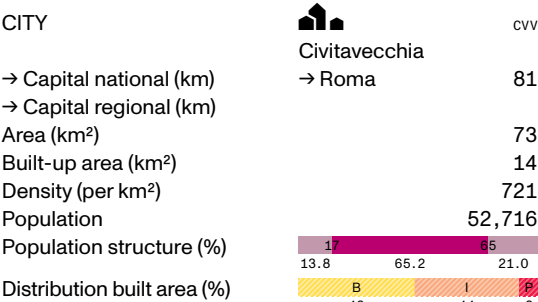 CITY CVV
Civitavecchia
→ Capital national (km) → Roma 81
→ Capital regional (km)
Area (km²) 73
Built-up area (km²) 14
Density (per km²) 721
Population 52,716
Population structure (%) 17 65
13.8 65.2 21.0
Distribution built area (%) B I P